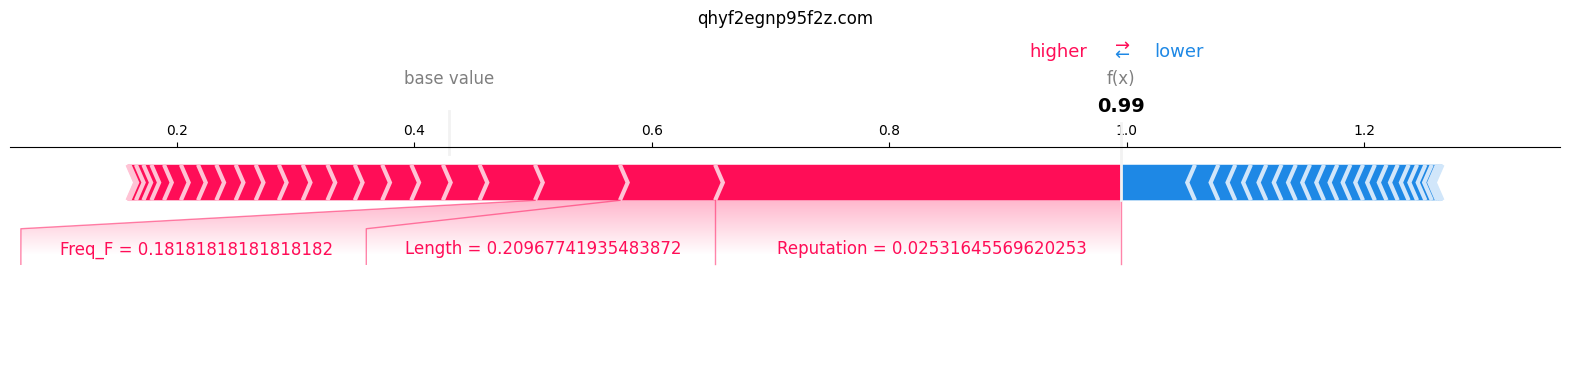 qhyf2egnp95f2z.com
higher ⇄ lower
base value f(x)
0.99
0.2 0.4 0.6 0.8 1.0 1.2
Freq_F = 0.18181818181818182 Length = 0.20967741935483872 Reputation = 0.02531645569620253